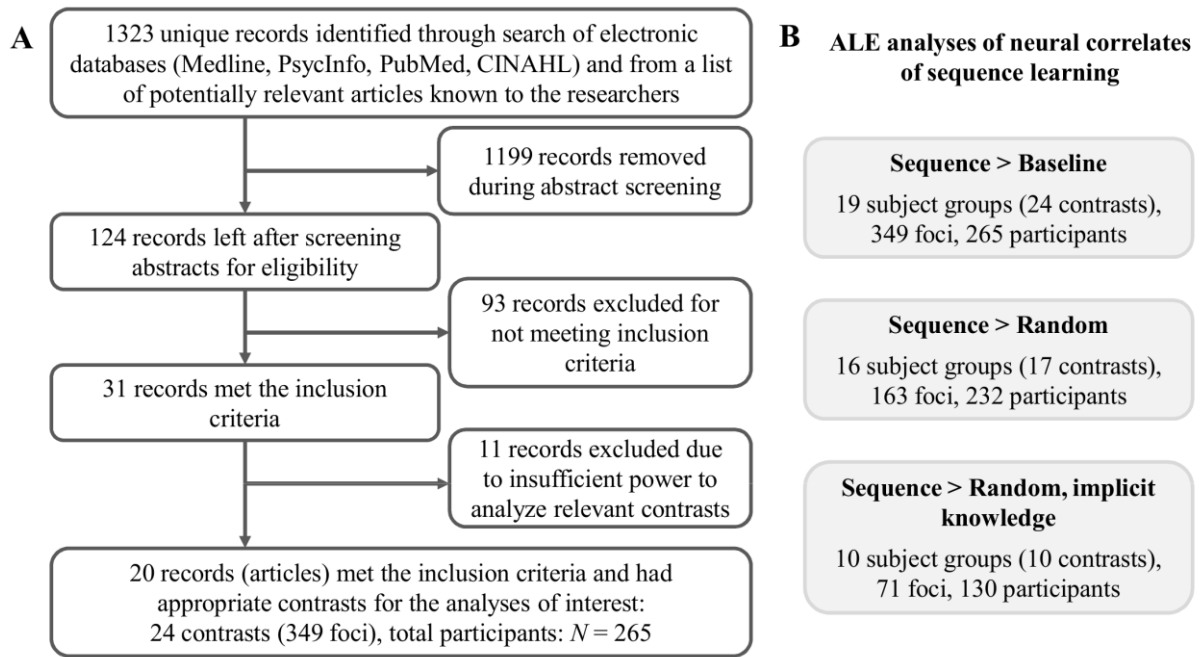 A
1323 unique records identified through search of electronic
databases (Medline, PsycInfo, PubMed, CINAHL) and from a list
of potentially relevant articles known to the researchers
1199 records removed
during abstract screening
124 records left after screening
abstracts for eligibility
93 records excluded for
not meeting inclusion
criteria
31 records met the inclusion
criteria
11 records excluded due
to insufficient power to
analyze relevant contrasts
20 records (articles) met the inclusion criteria and had
appropriate contrasts for the analyses of interest:
24 contrasts (349 foci), total participants: N = 265
B
ALE analyses of neural correlates
of sequence learning
Sequence > Baseline
19 subject groups (24 contrasts),
349 foci, 265 participants
Sequence > Random
16 subject groups (17 contrasts),
163 foci, 232 participants
Sequence > Random, implicit
knowledge
10 subject groups (10 contrasts),
71 foci, 130 participants